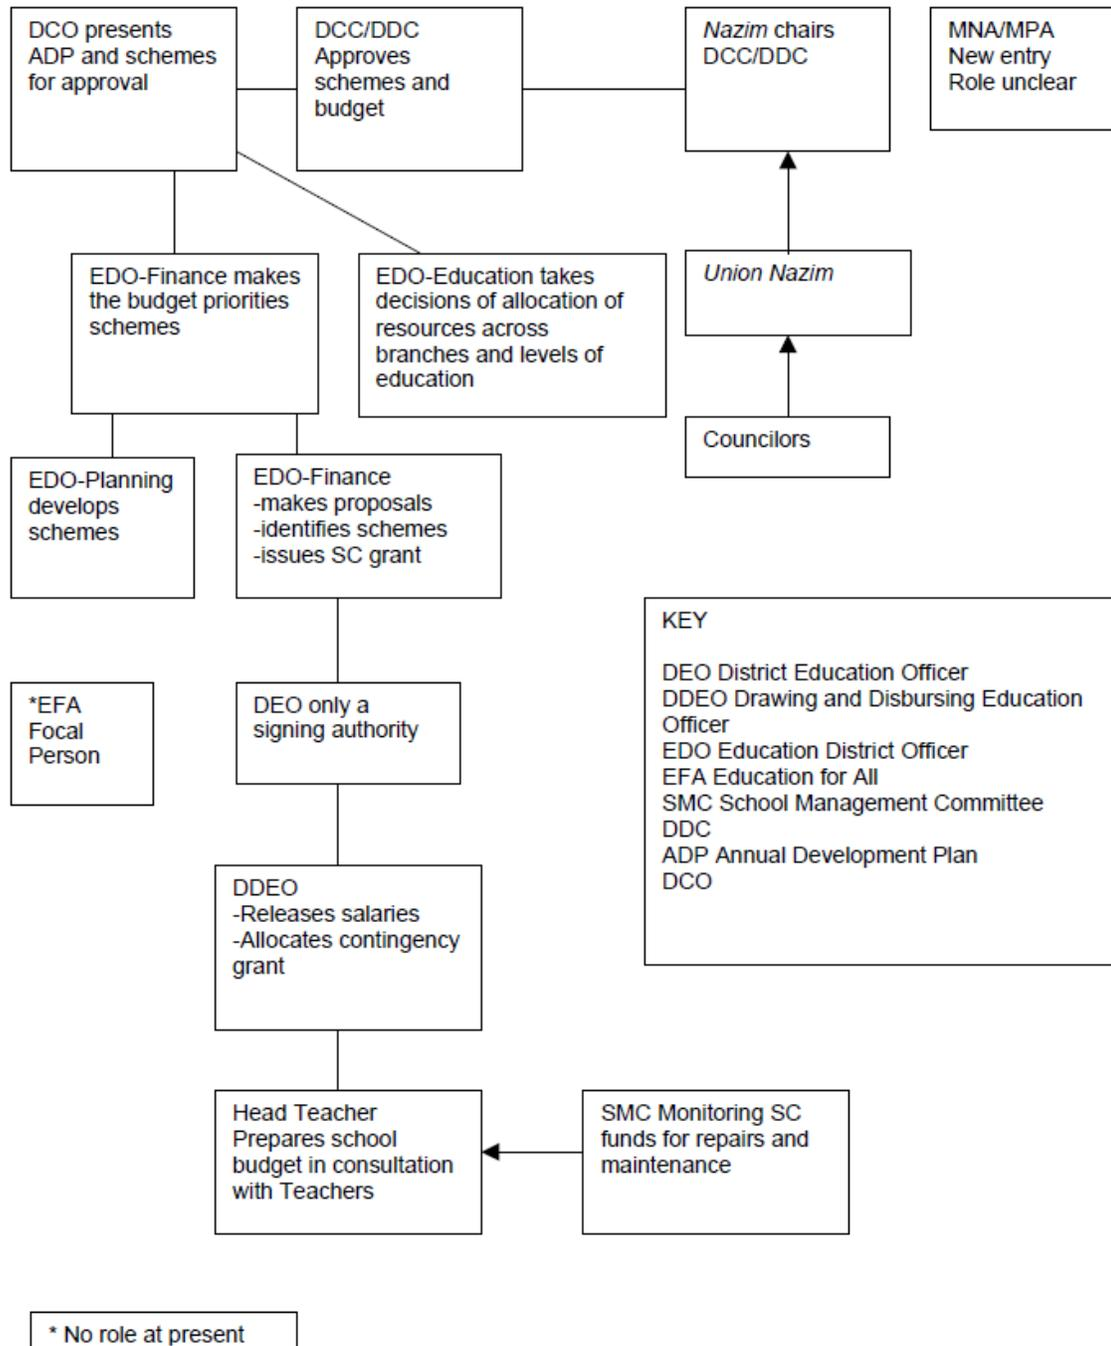 DCO presents
ADP and schemes
for approval
DCC/DDC
Approves
schemes and
budget
Nazim chairs
DCC/DDC
MNA/MPA
New entry
Role unclear
EDO-Finance makes
the budget priorities
schemes
EDO-Education takes
decisions of allocation of
resources across
branches and levels of
education
Union Nazim
Councilors
EDO-Planning
develops
schemes
EDO-Finance
-makes proposals
-identifies schemes
-issues SC grant
KEY
DEO District Education Officer
DDEO Drawing and Disbursing Education
Officer
EDO Education District Officer
EFA Education for All
SMC School Management Committee
DDC
ADP Annual Development Plan
DCO
*EFA
Focal
Person
DEO only a
signing authority
DDEO
-Releases salaries
-Allocates contingency
grant
Head Teacher
Prepares school
budget in consultation
with Teachers
SMC Monitoring SC
funds for repairs and
maintenance
* No role at present